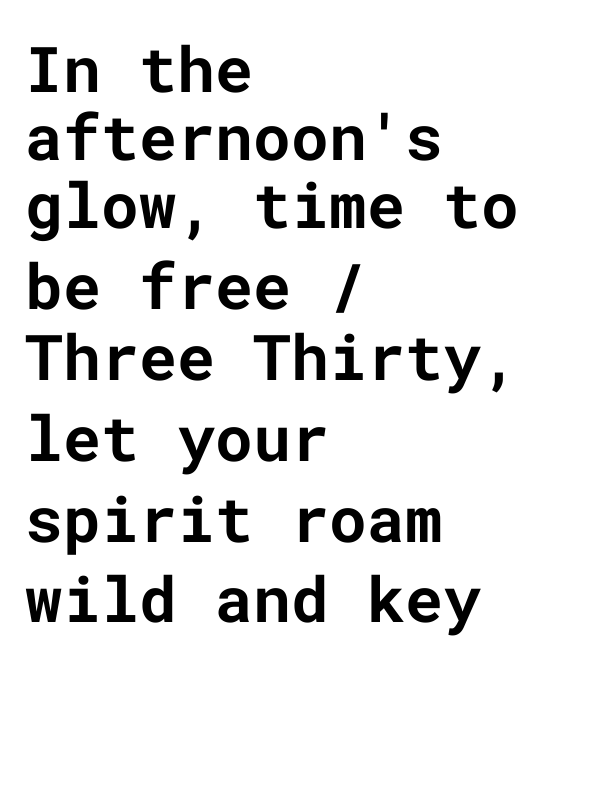 In the
afternoon's
glow, time to
be free /
Three Thirty,
let your
spirit roam
wild and key